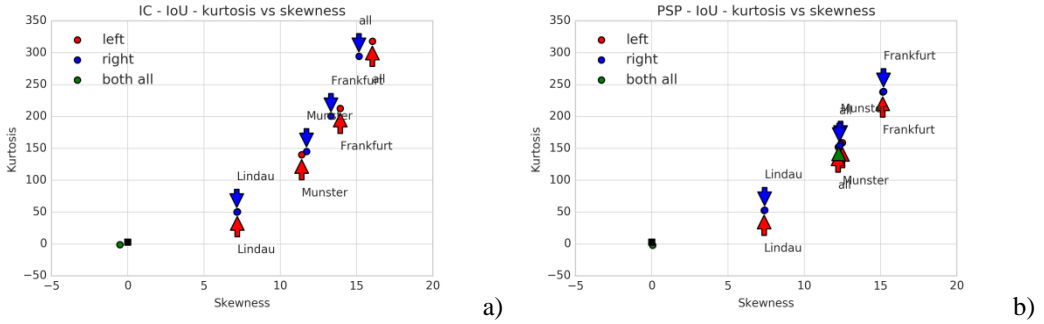 IC - IoU - kurtosis vs skewness
350
300
250
200
150
100
50
0
−50
Kurtosis
left
right
both all
all
all
Frankfurt
Frankfurt
Munster
Munster
Lindau
Lindau
−5
0
5
10
15
20
Skewness
a)
PSP - IoU - kurtosis vs skewness
350
300
250
200
150
100
50
0
−50
Kurtosis
left
right
both all
Frankfurt
Frankfurt
Munster
all
Munster
all
Lindau
Lindau
−5
0
5
10
15
20
Skewness
b)